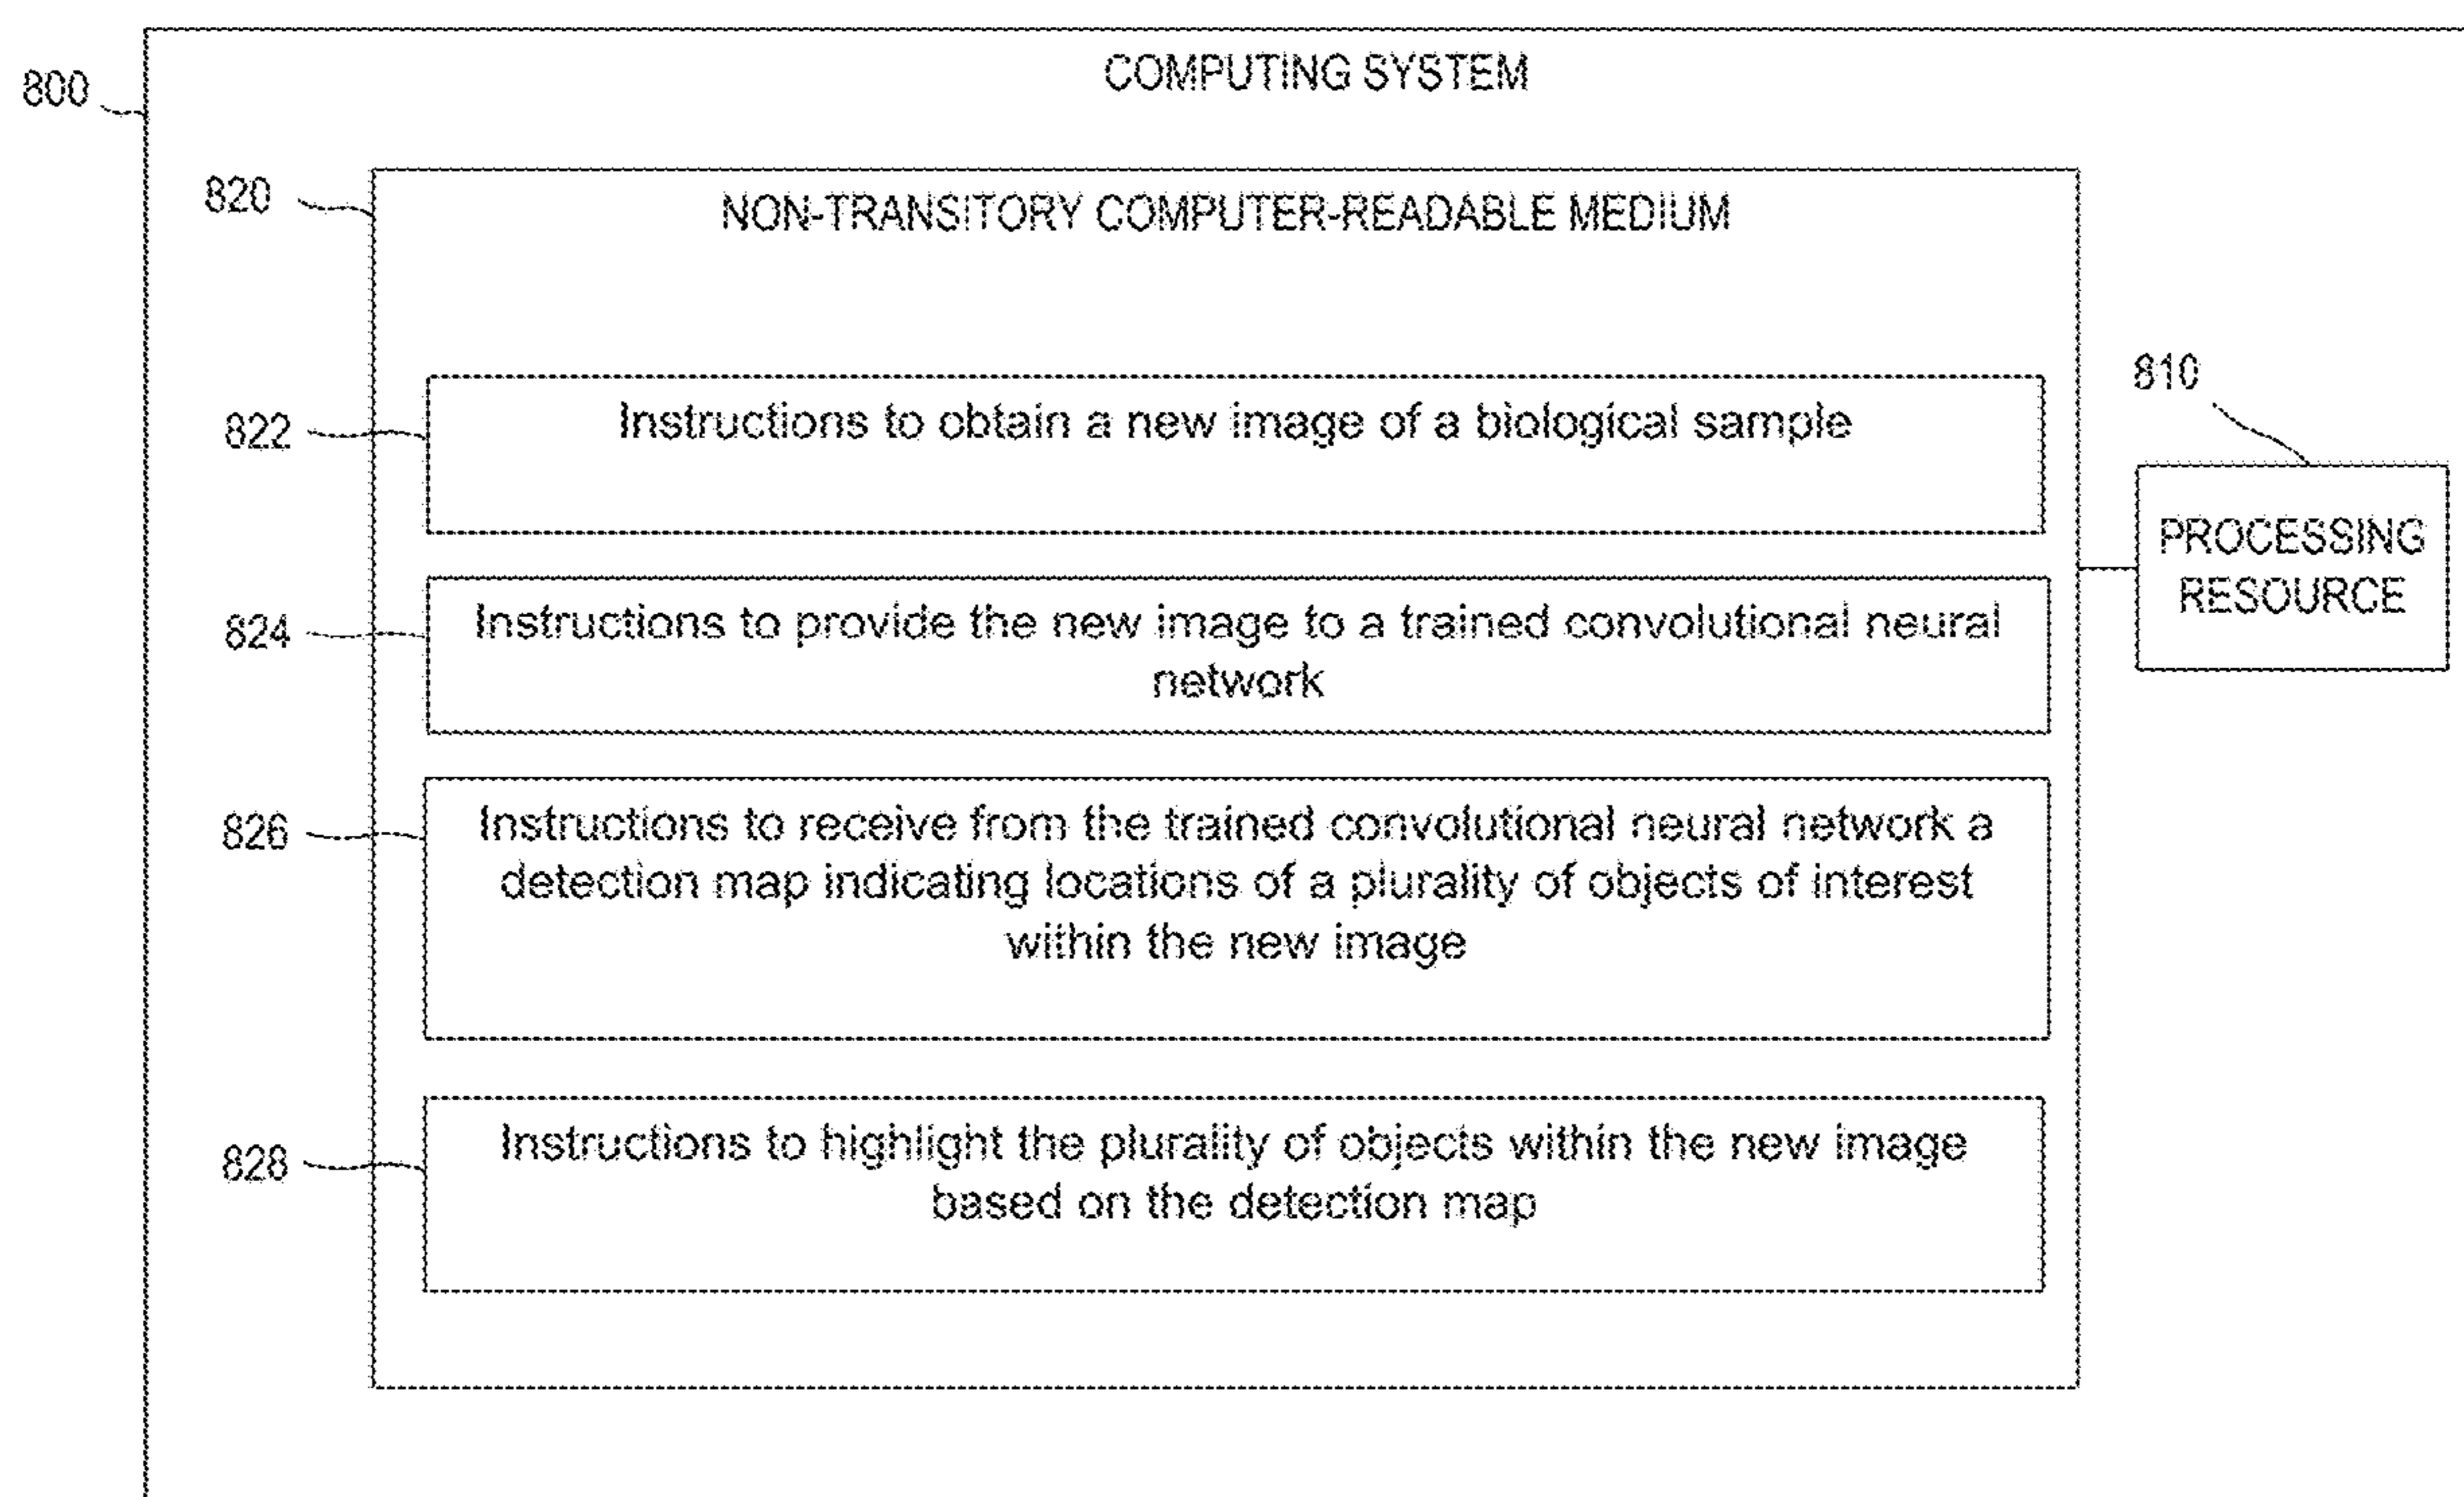 800
COMPUTING SYSTEM
820
NON-TRANSITORY COMPUTER-READABLE MEDIUM
822
Instructions to obtain a new image of a biological sample
810
PROCESSING
RESOURCE
824
Instructions to provide the new image to a trained convolutional neural
network
826
Instructions to receive from the trained convolutional neural network a
detection map indicating locations of a plurality of objects of interest
within the new image
828
Instructions to highlight the plurality of objects within the new image
based on the detection map